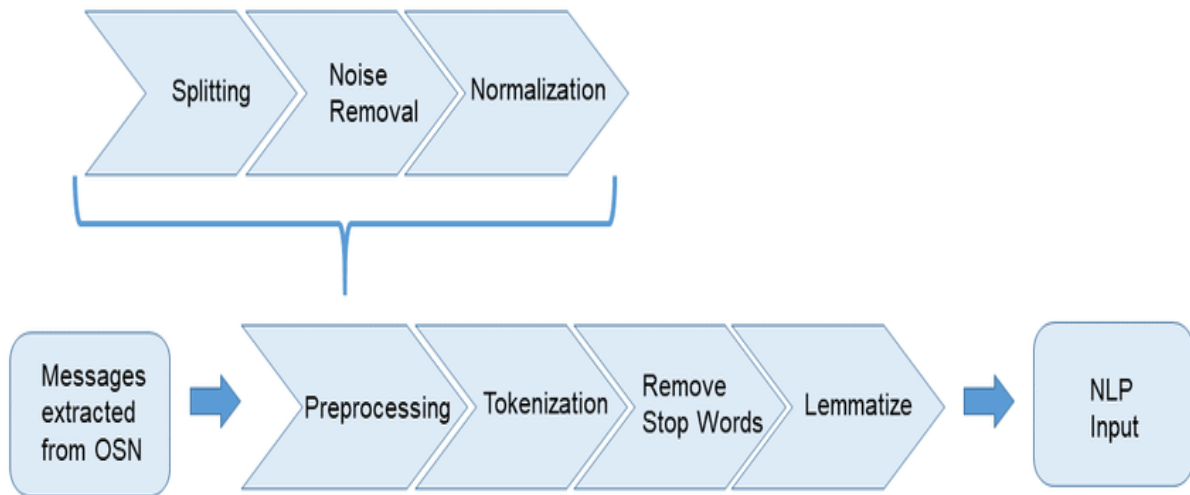 Splitting
Noise
Removal
Normalization
Messages
extracted
from OSN
Preprocessing
Tokenization
Remove
Stop Words
Lemmatize
NLP
Input